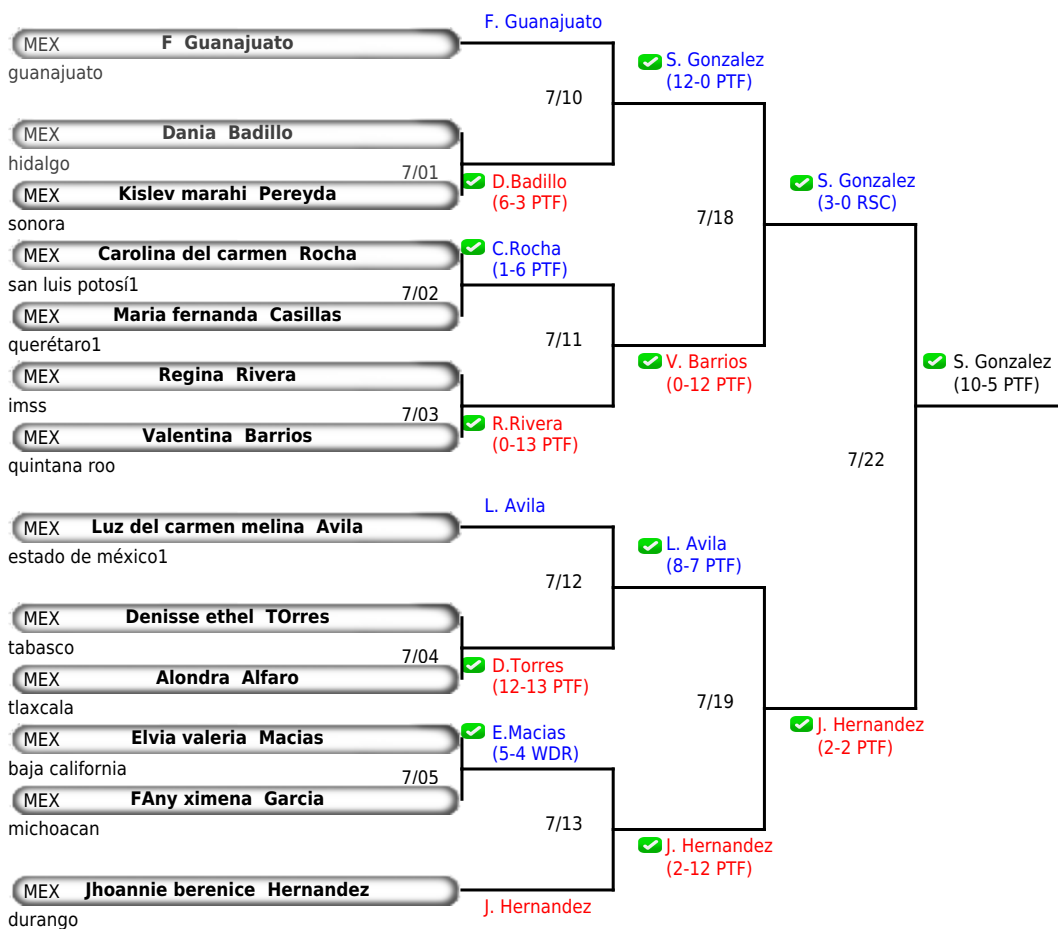 F. Guanajuato
MEX F Guanajuato
guanajuato
S. Gonzalez
(12-0 PTF)
7/10
MEX Dania Badillo
hidalgo
7/01
D.Badillo
(6-3 PTF)
MEX Kislev marahi Pereyda
sonora
S. Gonzalez
(3-0 RSC)
7/18
MEX Carolina del carmen Rocha
san luis potosí1
C.Rocha
(1-6 PTF)
7/02
MEX Maria fernanda Casillas
querétaro1
7/11
V. Barrios
(0-12 PTF)
S. Gonzalez
(10-5 PTF)
MEX Regina Rivera
imss
7/03
R.Rivera
(0-13 PTF)
MEX Valentina Barrios
quintana roo
7/22
L. Avila
MEX Luz del carmen melina Avila
estado de méxico1
L. Avila
(8-7 PTF)
7/12
MEX Denisse ethel TOrres
tabasco
7/04
D.Torres
(12-13 PTF)
MEX Alondra Alfaro
tlaxcala
7/19
J. Hernandez
(2-2 PTF)
MEX Elvia valeria Macias
baja california
E.Macias
(5-4 WDR)
7/05
MEX FAny ximena Garcia
michoacan
7/13
J. Hernandez
(2-12 PTF)
MEX Jhoannie berenice Hernandez
durango
J. Hernandez